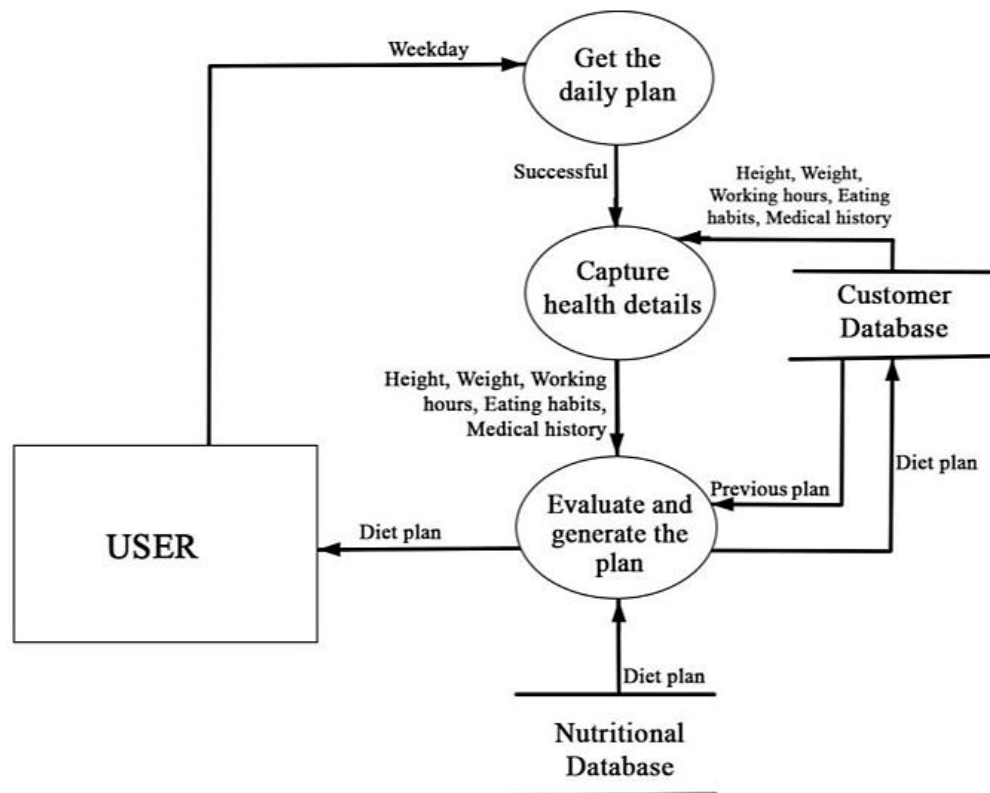 Weekday
Get the
daily plan
Successful
Height, Weight,
Working hours, Eating
habits, Medical history
Capture
health details
Customer
Database
Height, Weight, Working
hours, Eating habits,
Medical history
Diet plan
Previous plan
Evaluate and
generate the
plan
Diet plan
USER
Diet plan
Nutritional
Database